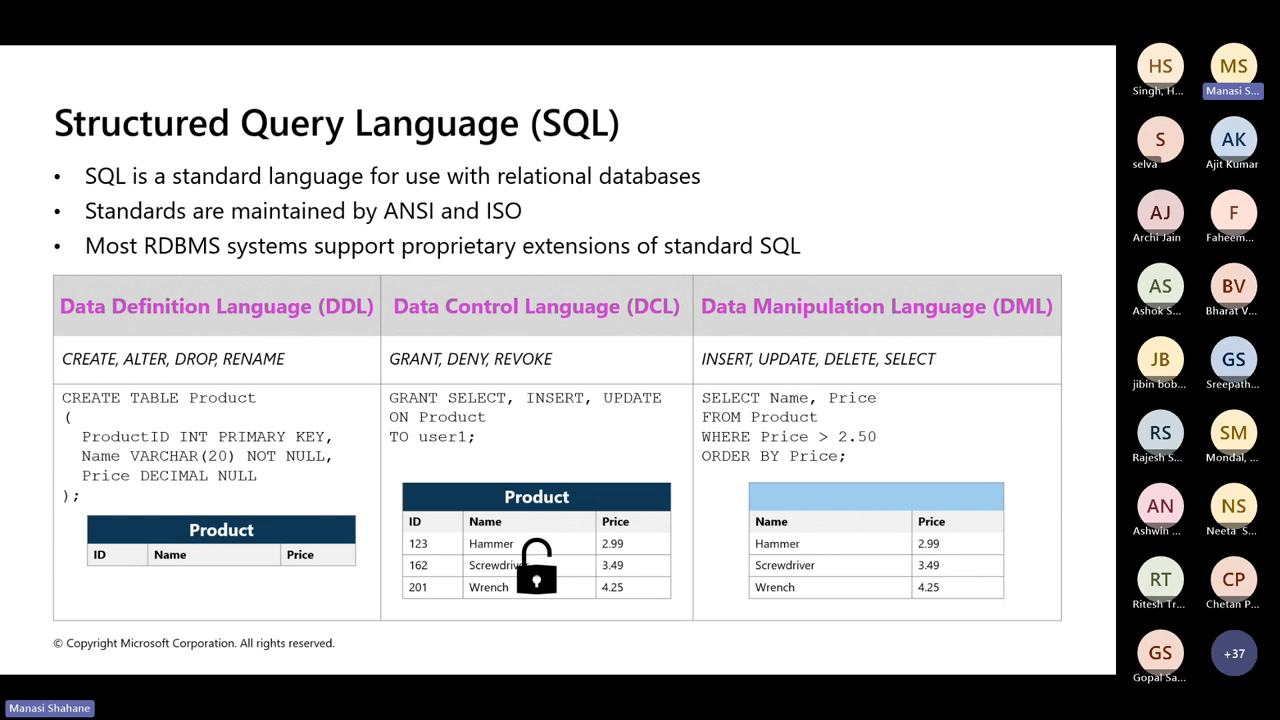 Structured Query Language (SQL)
• SQL is a standard language for use with relational databases
• Standards are maintained by ANSI and ISO
• Most RDBMS systems support proprietary extensions of standard SQL
Data Definition Language (DDL)
CREATE, ALTER, DROP, RENAME
CREATE TABLE Product
(
ProductID INT PRIMARY KEY,
Name VARCHAR(20) NOT NULL,
Price DECIMAL NULL
);
Product
ID Name Price
Data Control Language (DCL)
GRANT, DENY, REVOKE
GRANT SELECT, INSERT, UPDATE
ON Product
TO user1;
Product
ID Name Price
123 Hammer 2.99
162 Screwdriver 3.49
201 Wrench 4.25
Data Manipulation Language (DML)
INSERT, UPDATE, DELETE, SELECT
SELECT Name, Price
FROM Product
WHERE Price > 2.50
ORDER BY Price;
Name Price
Hammer 2.99
Screwdriver 3.49
Wrench 4.25
© Copyright Microsoft Corporation. All rights reserved.
HS MS
Singh, H... Manasi S...
S AK
selva Ajit Kumar
AJ F
Archi Jain Faheem...
AS BV
Ashok S... Bharat V...
JB GS
jibin bob... Sreepath...
RS SM
Rajesh S... Mondal, ...
AN NS
Ashwin ... Neeta S...
RT CP
Ritesh Tr... Chetan P...
GS +37
Gopal Sa...
Manasi Shahane